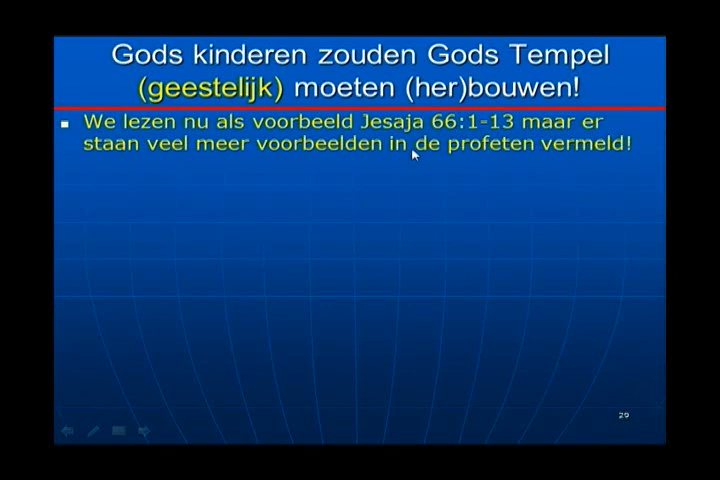 Gods kinderen zouden Gods Tempel
(geestelijk) moeten (her)bouwen!
We lezen nu als voorbeeld Jesaja 66:1-13 maar er
staan veel meer voorbeelden in de profeten vermeld!
29